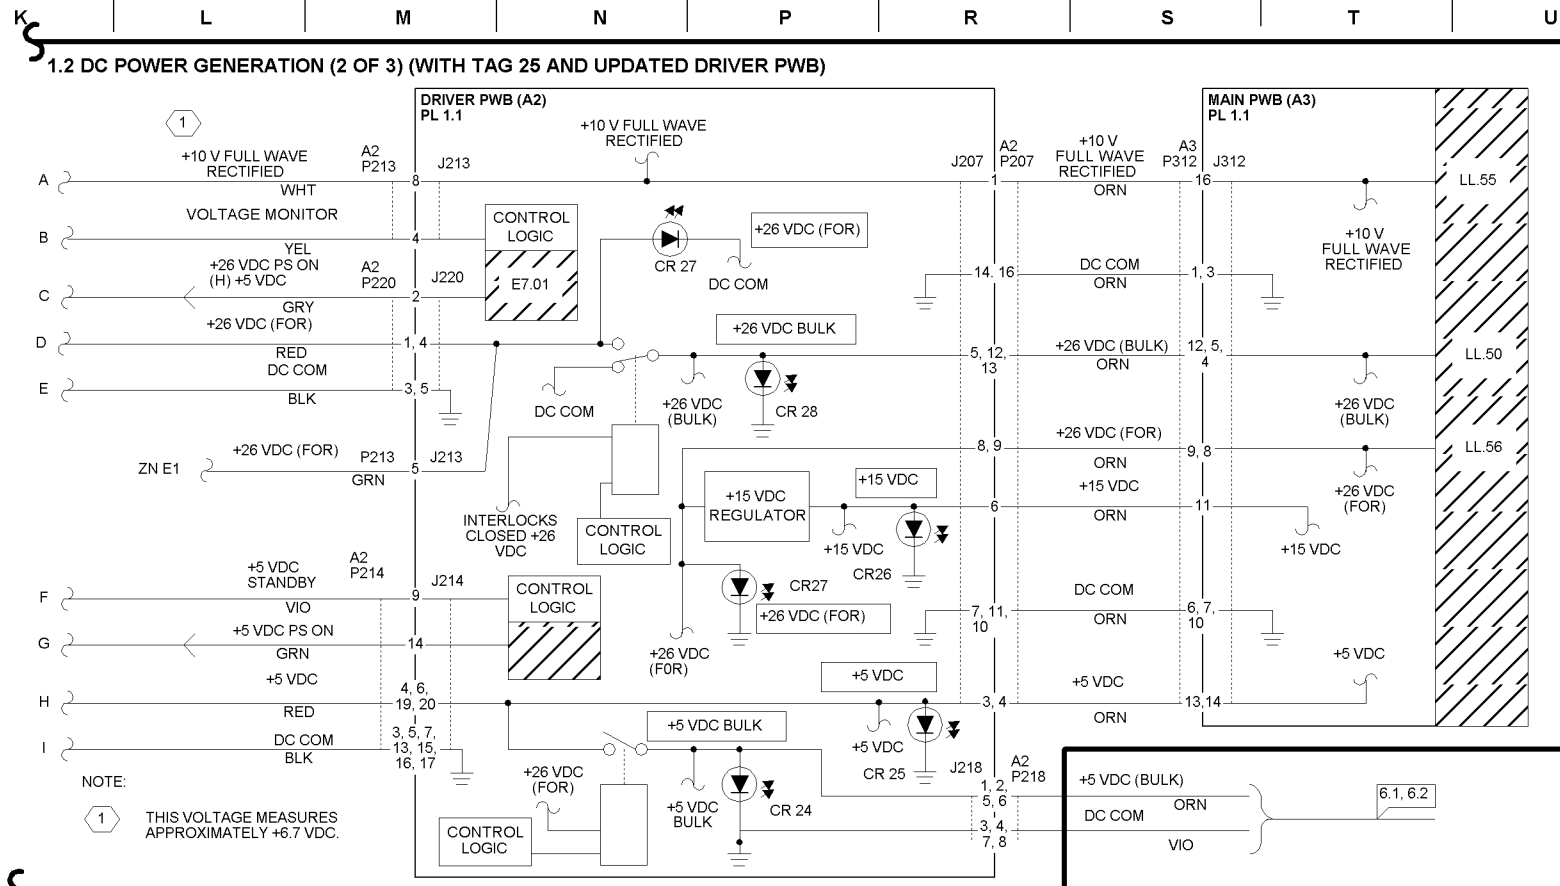 K L M N P R S T U
1.2 DC POWER GENERATION (2 OF 3) (WITH TAG 25 AND UPDATED DRIVER PWB)
DRIVER PWB (A2)
PL 1.1
MAIN PWB (A3)
PL 1.1
1
+10 V FULL WAVE
RECTIFIED
A2
P213
J213
+10 V FULL WAVE
RECTIFIED
J207
A2
P207
+10 V
FULL WAVE
RECTIFIED
A3
P312
J312
A
WHT
8
1
ORN
16
LL.55
VOLTAGE MONITOR
CONTROL
LOGIC
+26 VDC (FOR)
B
YEL
4
CR 27
DC COM
+10 V
FULL WAVE
RECTIFIED
+26 VDC PS ON
(H) +5 VDC
A2
P220
J220
E7.01
14, 16
DC COM
ORN
1, 3
C
GRY
2
+26 VDC (FOR)
+26 VDC BULK
D
RED
1, 4
5, 12,
13
+26 VDC (BULK)
ORN
12, 5,
4
LL.50
DC COM
E
BLK
3, 5
DC COM
+26 VDC
(BULK)
CR 28
+26 VDC
(BULK)
ZN E1
+26 VDC (FOR)
P213
J213
5
GRN
8, 9
+26 VDC (FOR)
ORN
9, 8
LL.56
+26 VDC
(FOR)
INTERLOCKS
CLOSED +26
VDC
CONTROL
LOGIC
+15 VDC
REGULATOR
+15 VDC
+15 VDC
CR26
6
+15 VDC
ORN
11
+15 VDC
+5 VDC
STANDBY
A2
P214
J214
F
VIO
9
CONTROL
LOGIC
CR27
+26 VDC (FOR)
7, 11,
10
DC COM
ORN
6, 7,
10
+5 VDC PS ON
G
GRN
14
+26 VDC
(F0R)
+5 VDC
+5 VDC
+5 VDC
H
RED
4, 6,
19, 20
3, 4
+5 VDC
ORN
13,14
+5 VDC BULK
+5 VDC
CR 25
I
DC COM
BLK
3, 5, 7,
13, 15,
16, 17
+26 VDC
(FOR)
+5 VDC
BULK
CR 24
CONTROL
LOGIC
J218
A2
P218
1, 2,
5, 6
+5 VDC (BULK)
ORN
3, 4,
7, 8
DC COM
VIO
6.1, 6.2
NOTE:
1
THIS VOLTAGE MEASURES
APPROXIMATELY +6.7 VDC.